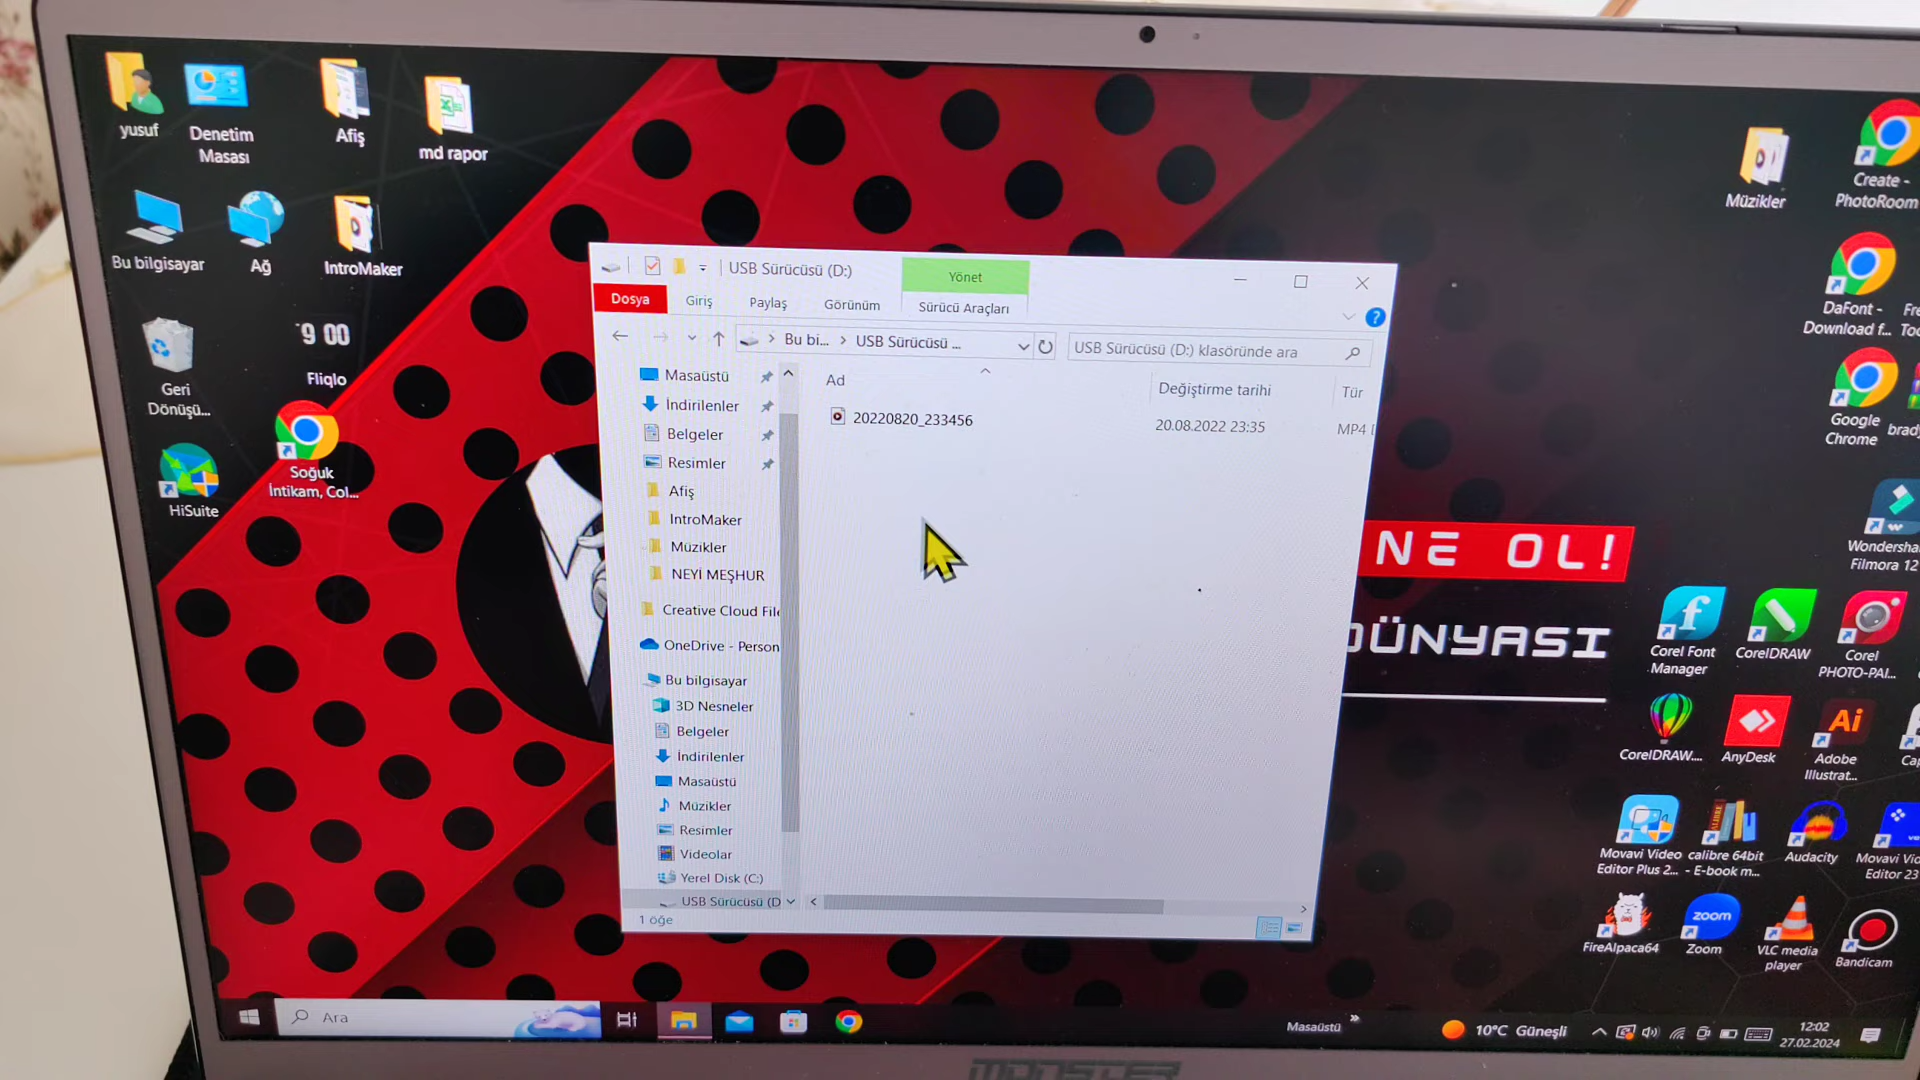 yusuf
Denetim
Masası
Afiş
md rapor
Bu bilgisayar
Ağ
IntroMaker
Geri
Dönüşü...
9 00
Fliqlo
Soğuk
İntikam, Col...
HiSuite
USB Sürücüsü (D:)
Yönet
Dosya
Giriş
Paylaş
Görünüm
Sürücü Araçları
Bu bi...
USB Sürücüsü ...
USB Sürücüsü (D:) klasöründe ara
Ad
Değiştirme tarihi
Tür
20220820_233456
20.08.2022 23:35
MP4
Masaüstü
İndirilenler
Belgeler
Resimler
Afiş
IntroMaker
Müzikler
NEYİ MEŞHUR
Creative Cloud File
OneDrive - Person
Bu bilgisayar
3D Nesneler
Belgeler
İndirilenler
Masaüstü
Müzikler
Resimler
Videolar
Yerel Disk (C:)
USB Sürücüsü (D
1 öğe
NE OL!
DÜNYASI
Müzikler
Create -
PhotoRoom
DaFont -
Download f...
Google
Chrome
Wondersha
Filmora 12
Corel Font
Manager
CorelDRAW
Corel
PHOTO-PAI...
CorelDRAW....
AnyDesk
Ai
Adobe
Illustrat...
Movavi Video
Editor Plus 2...
calibre 64bit
- E-book m...
Audacity
Movavi Vid
Editor 23
FireAlpaca64
zoom
Zoom
VLC media
player
Bandicam
Ara
Masaüstü
10°C Güneşli
12:02
27.02.2024
MONSTER